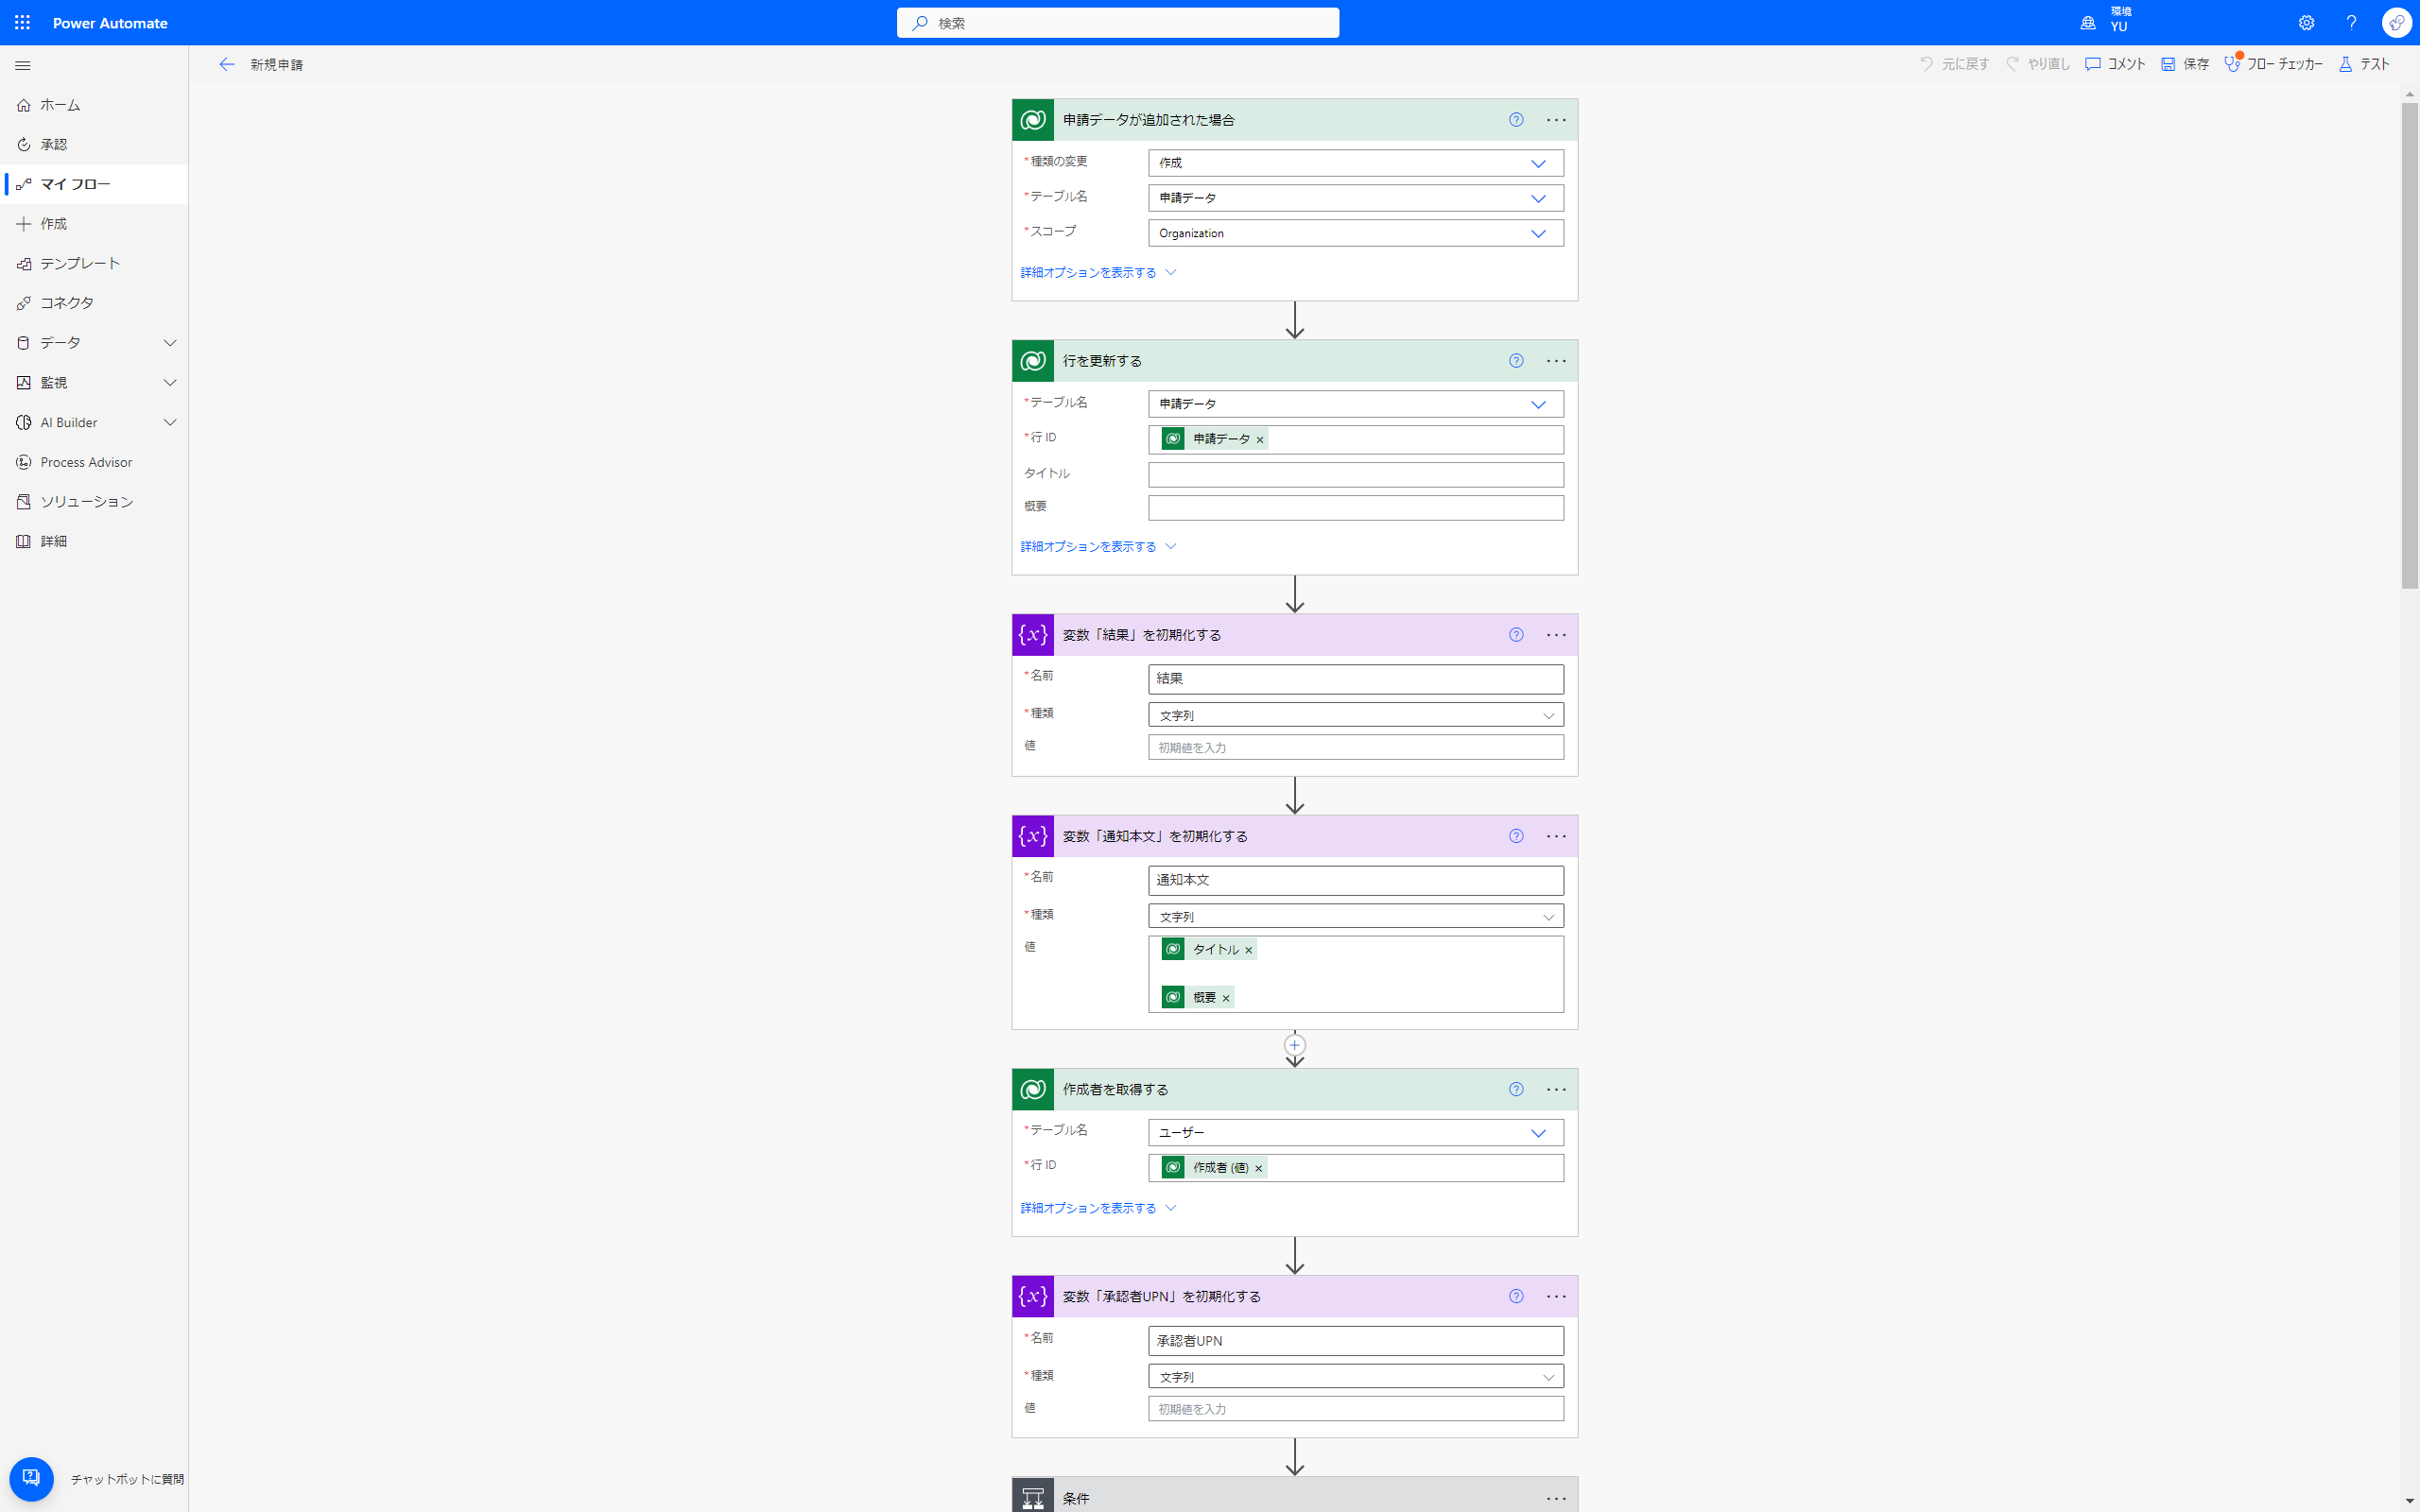 Power Automate
検索
環境
YU
新規申請
元に戻す
やり直し
コメント
保存
フロー チェッカー
テスト
ホーム
承認
マイ フロー
作成
テンプレート
コネクタ
データ
監視
AI Builder
Process Advisor
ソリューション
詳細
チャットボットに質問
申請データが追加された場合
*種類の変更
作成
*テーブル名
申請データ
*スコープ
Organization
詳細オプションを表示する
行を更新する
*テーブル名
申請データ
*行 ID
申請データ ×
タイトル
概要
詳細オプションを表示する
{x} 変数「結果」を初期化する
*名前
結果
*種類
文字列
値
初期値を入力
{x} 変数「通知本文」を初期化する
*名前
通知本文
*種類
文字列
値
タイトル ×
概要 ×
作成者を取得する
*テーブル名
ユーザー
*行 ID
作成者 (値) ×
詳細オプションを表示する
{x} 変数「承認者UPN」を初期化する
*名前
承認者UPN
*種類
文字列
値
初期値を入力
条件